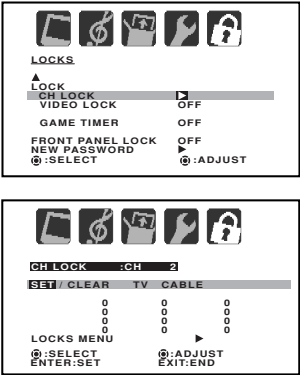 LOCKS
▲
LOCK
CH LOCK ▶
VIDEO LOCK OFF
GAME TIMER OFF
FRONT PANEL LOCK OFF
NEW PASSWORD ▶
:SELECT :ADJUST
CH LOCK :CH 2
SET / CLEAR TV CABLE
0 0 0
0 0 0
0 0 0
0 0 0
LOCKS MENU ▶
:SELECT :ADJUST
ENTER:SET EXIT:END